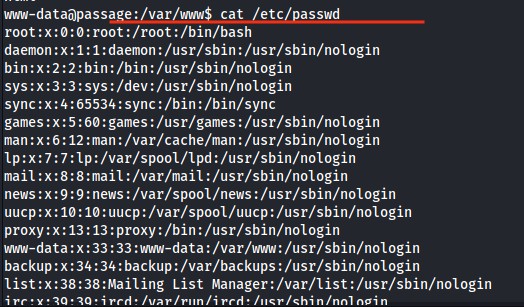 www-data@passage:/var/www$ cat /etc/passwd
root:x:0:0:root:/root:/bin/bash
daemon:x:1:1:daemon:/usr/sbin:/usr/sbin/nologin
bin:x:2:2:bin:/bin:/usr/sbin/nologin
sys:x:3:3:sys:/dev:/usr/sbin/nologin
sync:x:4:65534:sync:/bin:/bin/sync
games:x:5:60:games:/usr/games:/usr/sbin/nologin
man:x:6:12:man:/var/cache/man:/usr/sbin/nologin
lp:x:7:7:lp:/var/spool/lpd:/usr/sbin/nologin
mail:x:8:8:mail:/var/mail:/usr/sbin/nologin
news:x:9:9:news:/var/spool/news:/usr/sbin/nologin
uucp:x:10:10:uucp:/var/spool/uucp:/usr/sbin/nologin
proxy:x:13:13:proxy:/bin:/usr/sbin/nologin
www-data:x:33:33:www-data:/var/www:/usr/sbin/nologin
backup:x:34:34:backup:/var/backups:/usr/sbin/nologin
list:x:38:38:Mailing List Manager:/var/list:/usr/sbin/nologin
irc:x:39:39:ircd:/var/run/ircd:/usr/sbin/nologin